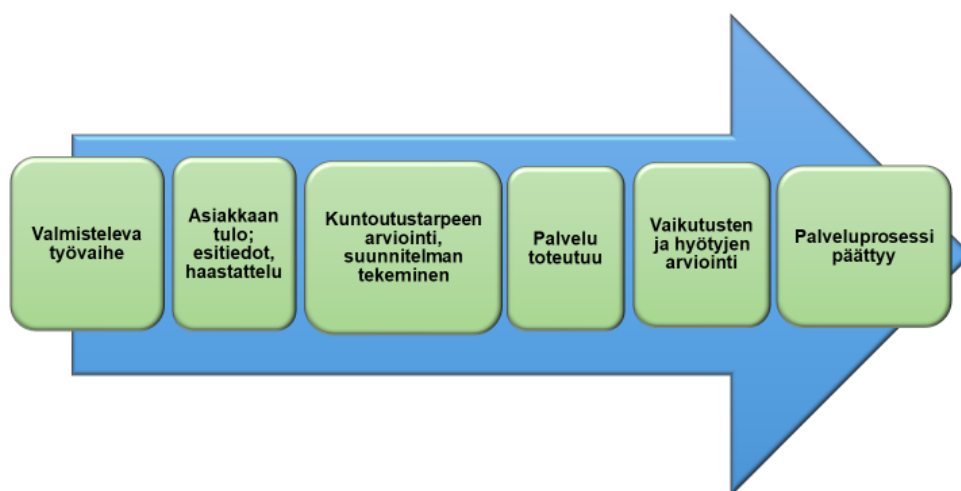 Valmisteleva
työvaihe
Asiakkaan
tulo;
esitiedot,
haastattelu
Kuntoutustarpeen
arviointi,
suunnitelman
tekeminen
Palvelu
toteutuu
Vaikutusten
ja hyötyjen
arviointi
Palveluprosessi
päättyy